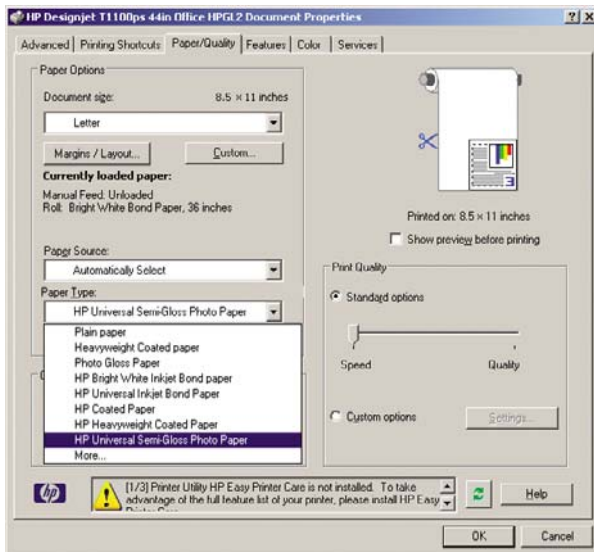 HP Designjet T1100ps 44in Office HPGL2 Document Properties
Advanced
Printing Shortcuts
Paper/Quality
Features
Color
Services
Paper Options
Document size:
8.5 × 11 inches
Letter
Margins / Layout...
Custom...
Currently loaded paper:
Manual Feed: Unloaded
Roll: Bright White Bond Paper, 36 inches
Paper Source:
Automatically Select
Paper Type:
HP Universal Semi-Gloss Photo Paper
Plain paper
Heavyweight Coated paper
Photo Gloss Paper
HP Bright White Inkjet Bond paper
HP Universal Inkjet Bond Paper
HP Coated Paper
HP Heavyweight Coated Paper
HP Universal Semi-Gloss Photo Paper
More...
3
Printed on: 8.5 × 11 inches
Show preview before printing
Print Quality
Standard options
Speed
Quality
Custom options
Settings...
hp
[1/3] Printer Utility HP Easy Printer Care is not installed. To take
advantage of the full feature list of your printer, please install HP Easy
Printer Care
Help
OK
Cancel